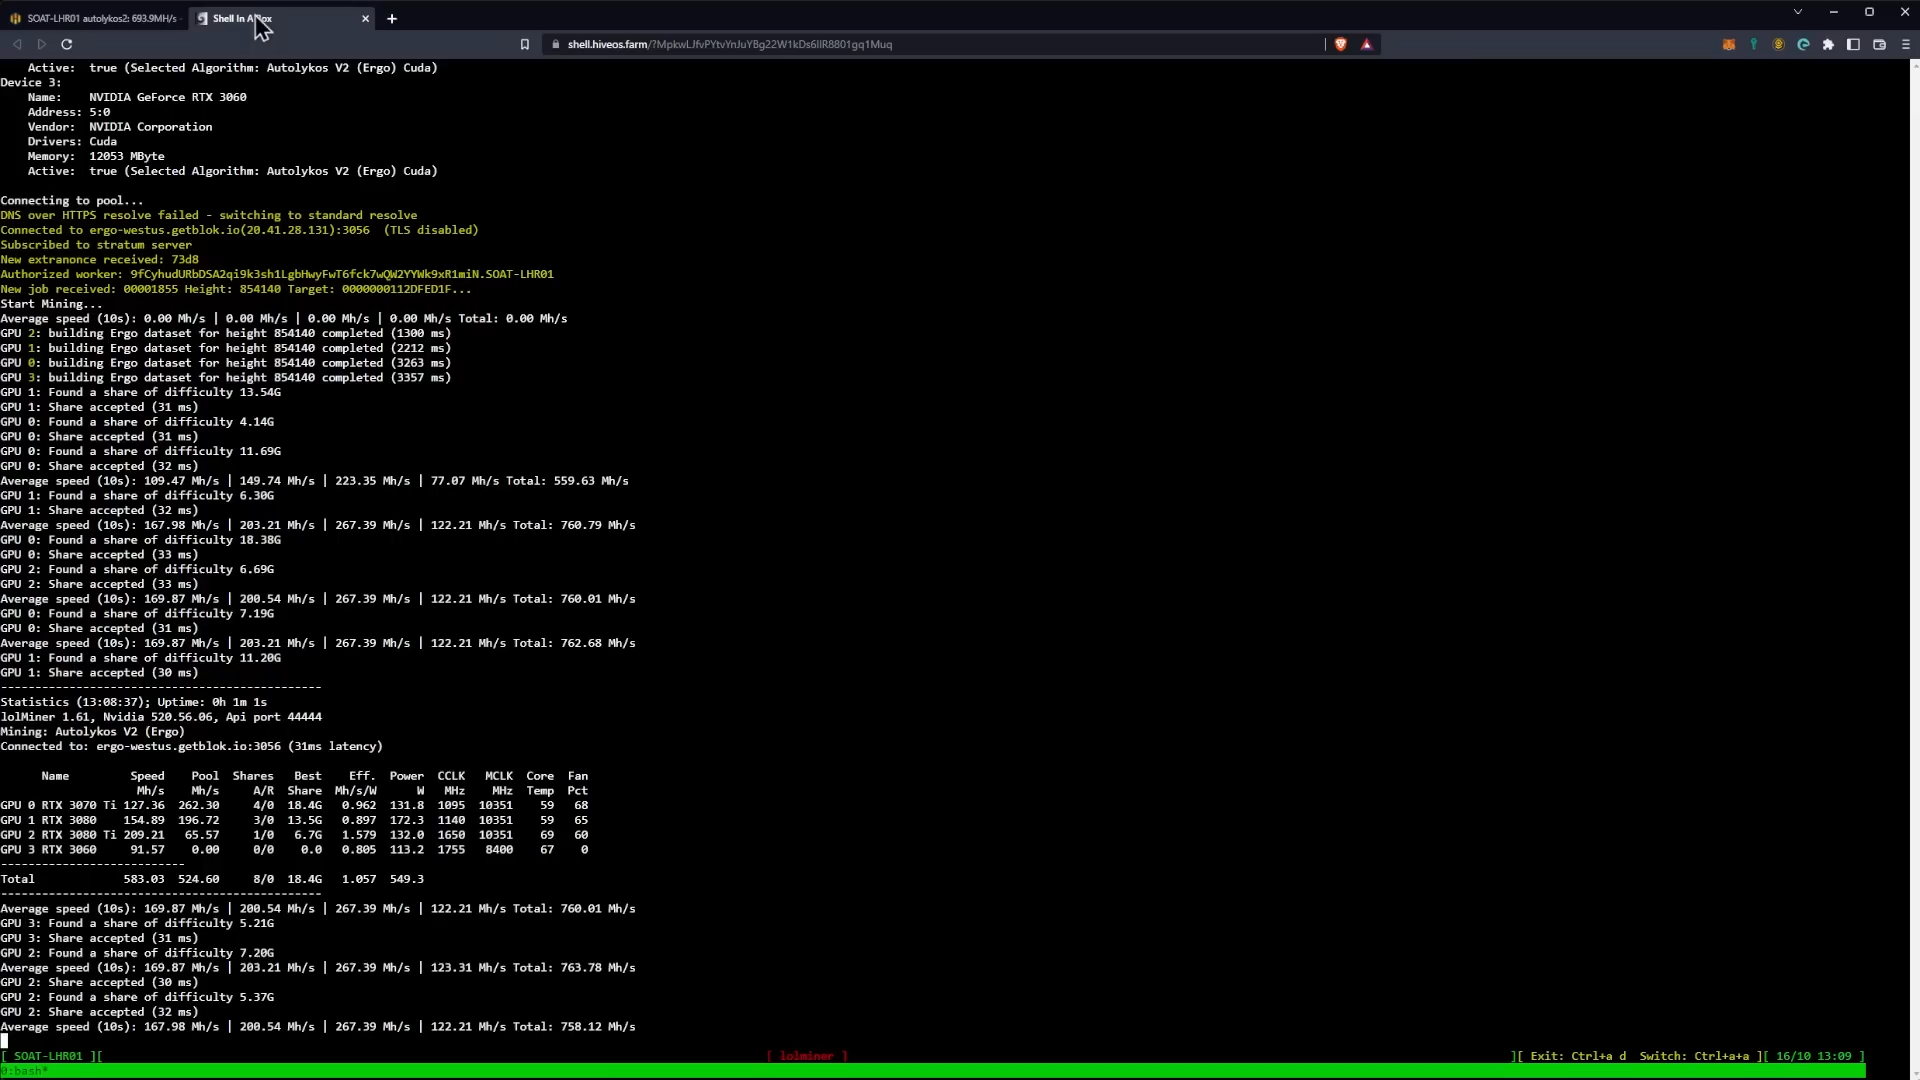 SOAT-LHR01 autolykos2: 693.9MH/s
Shell In A Box
shell.hiveos.farm/?MpkwLJfvPYtvYnJuYBg22W1kDs6llR8801gq1Muq
Active: true (Selected Algorithm: Autolykos V2 (Ergo) Cuda)
Device 3:
Name: NVIDIA GeForce RTX 3060
Address: 5:0
Vendor: NVIDIA Corporation
Drivers: Cuda
Memory: 12053 MByte
Active: true (Selected Algorithm: Autolykos V2 (Ergo) Cuda)
Connecting to pool...
DNS over HTTPS resolve failed - switching to standard resolve
Connected to ergo-westus.getblok.io(20.41.28.131):3056 (TLS disabled)
Subscribed to stratum server
New extranonce received: 73d8
Authorized worker: 9fCyhudURbDSA2qi9k3sh1LgbHwyFwT6fck7wQW2YYWk9xR1miN.SOAT-LHR01
New job received: 00001855 Height: 854140 Target: 0000000112DFED1F...
Start Mining...
Average speed (10s): 0.00 Mh/s | 0.00 Mh/s | 0.00 Mh/s | 0.00 Mh/s Total: 0.00 Mh/s
GPU 2: building Ergo dataset for height 854140 completed (1300 ms)
GPU 1: building Ergo dataset for height 854140 completed (2212 ms)
GPU 0: building Ergo dataset for height 854140 completed (3263 ms)
GPU 3: building Ergo dataset for height 854140 completed (3357 ms)
GPU 1: Found a share of difficulty 13.54G
GPU 1: Share accepted (31 ms)
GPU 0: Found a share of difficulty 4.14G
GPU 0: Share accepted (31 ms)
GPU 0: Found a share of difficulty 11.69G
GPU 0: Share accepted (32 ms)
Average speed (10s): 109.47 Mh/s | 149.74 Mh/s | 223.35 Mh/s | 77.07 Mh/s Total: 559.63 Mh/s
GPU 1: Found a share of difficulty 6.30G
GPU 1: Share accepted (32 ms)
Average speed (10s): 167.98 Mh/s | 203.21 Mh/s | 267.39 Mh/s | 122.21 Mh/s Total: 760.79 Mh/s
GPU 0: Found a share of difficulty 18.38G
GPU 0: Share accepted (33 ms)
GPU 2: Found a share of difficulty 6.69G
GPU 2: Share accepted (33 ms)
Average speed (10s): 169.87 Mh/s | 200.54 Mh/s | 267.39 Mh/s | 122.21 Mh/s Total: 760.01 Mh/s
GPU 0: Found a share of difficulty 7.19G
GPU 0: Share accepted (31 ms)
Average speed (10s): 169.87 Mh/s | 203.21 Mh/s | 267.39 Mh/s | 122.21 Mh/s Total: 762.68 Mh/s
GPU 1: Found a share of difficulty 11.20G
GPU 1: Share accepted (30 ms)
-----------------------------------------------
Statistics (13:08:37); Uptime: 0h 1m 1s
lolMiner 1.61, Nvidia 520.56.06, Api port 44444
Mining: Autolykos V2 (Ergo)
Connected to: ergo-westus.getblok.io:3056 (31ms latency)
Name Speed Pool Shares Best Eff. Power CCLK MCLK Core Fan
Mh/s Mh/s A/R Share Mh/s/W W MHz MHz Temp Pct
GPU 0 RTX 3070 Ti 127.36 262.30 4/0 18.4G 0.962 131.8 1095 10351 59 68
GPU 1 RTX 3080 154.89 196.72 3/0 13.5G 0.897 172.3 1140 10351 59 65
GPU 2 RTX 3080 Ti 209.21 65.57 1/0 6.7G 1.579 132.0 1650 10351 69 60
GPU 3 RTX 3060 91.57 0.00 0/0 0.0 0.805 113.2 1755 8400 67 0
---------------------------
Total 583.03 524.60 8/0 18.4G 1.057 549.3
-----------------------------------------------
Average speed (10s): 169.87 Mh/s | 200.54 Mh/s | 267.39 Mh/s | 122.21 Mh/s Total: 760.01 Mh/s
GPU 3: Found a share of difficulty 5.21G
GPU 3: Share accepted (31 ms)
GPU 2: Found a share of difficulty 7.20G
Average speed (10s): 169.87 Mh/s | 203.21 Mh/s | 267.39 Mh/s | 123.31 Mh/s Total: 763.78 Mh/s
GPU 2: Share accepted (30 ms)
GPU 2: Found a share of difficulty 5.37G
GPU 2: Share accepted (32 ms)
Average speed (10s): 167.98 Mh/s | 200.54 Mh/s | 267.39 Mh/s | 122.21 Mh/s Total: 758.12 Mh/s
[ SOAT-LHR01 ][ [ lolminer ] ][ Exit: Ctrl+a d Switch: Ctrl+a+a ][ 16/10 13:09 ]
0:bash*